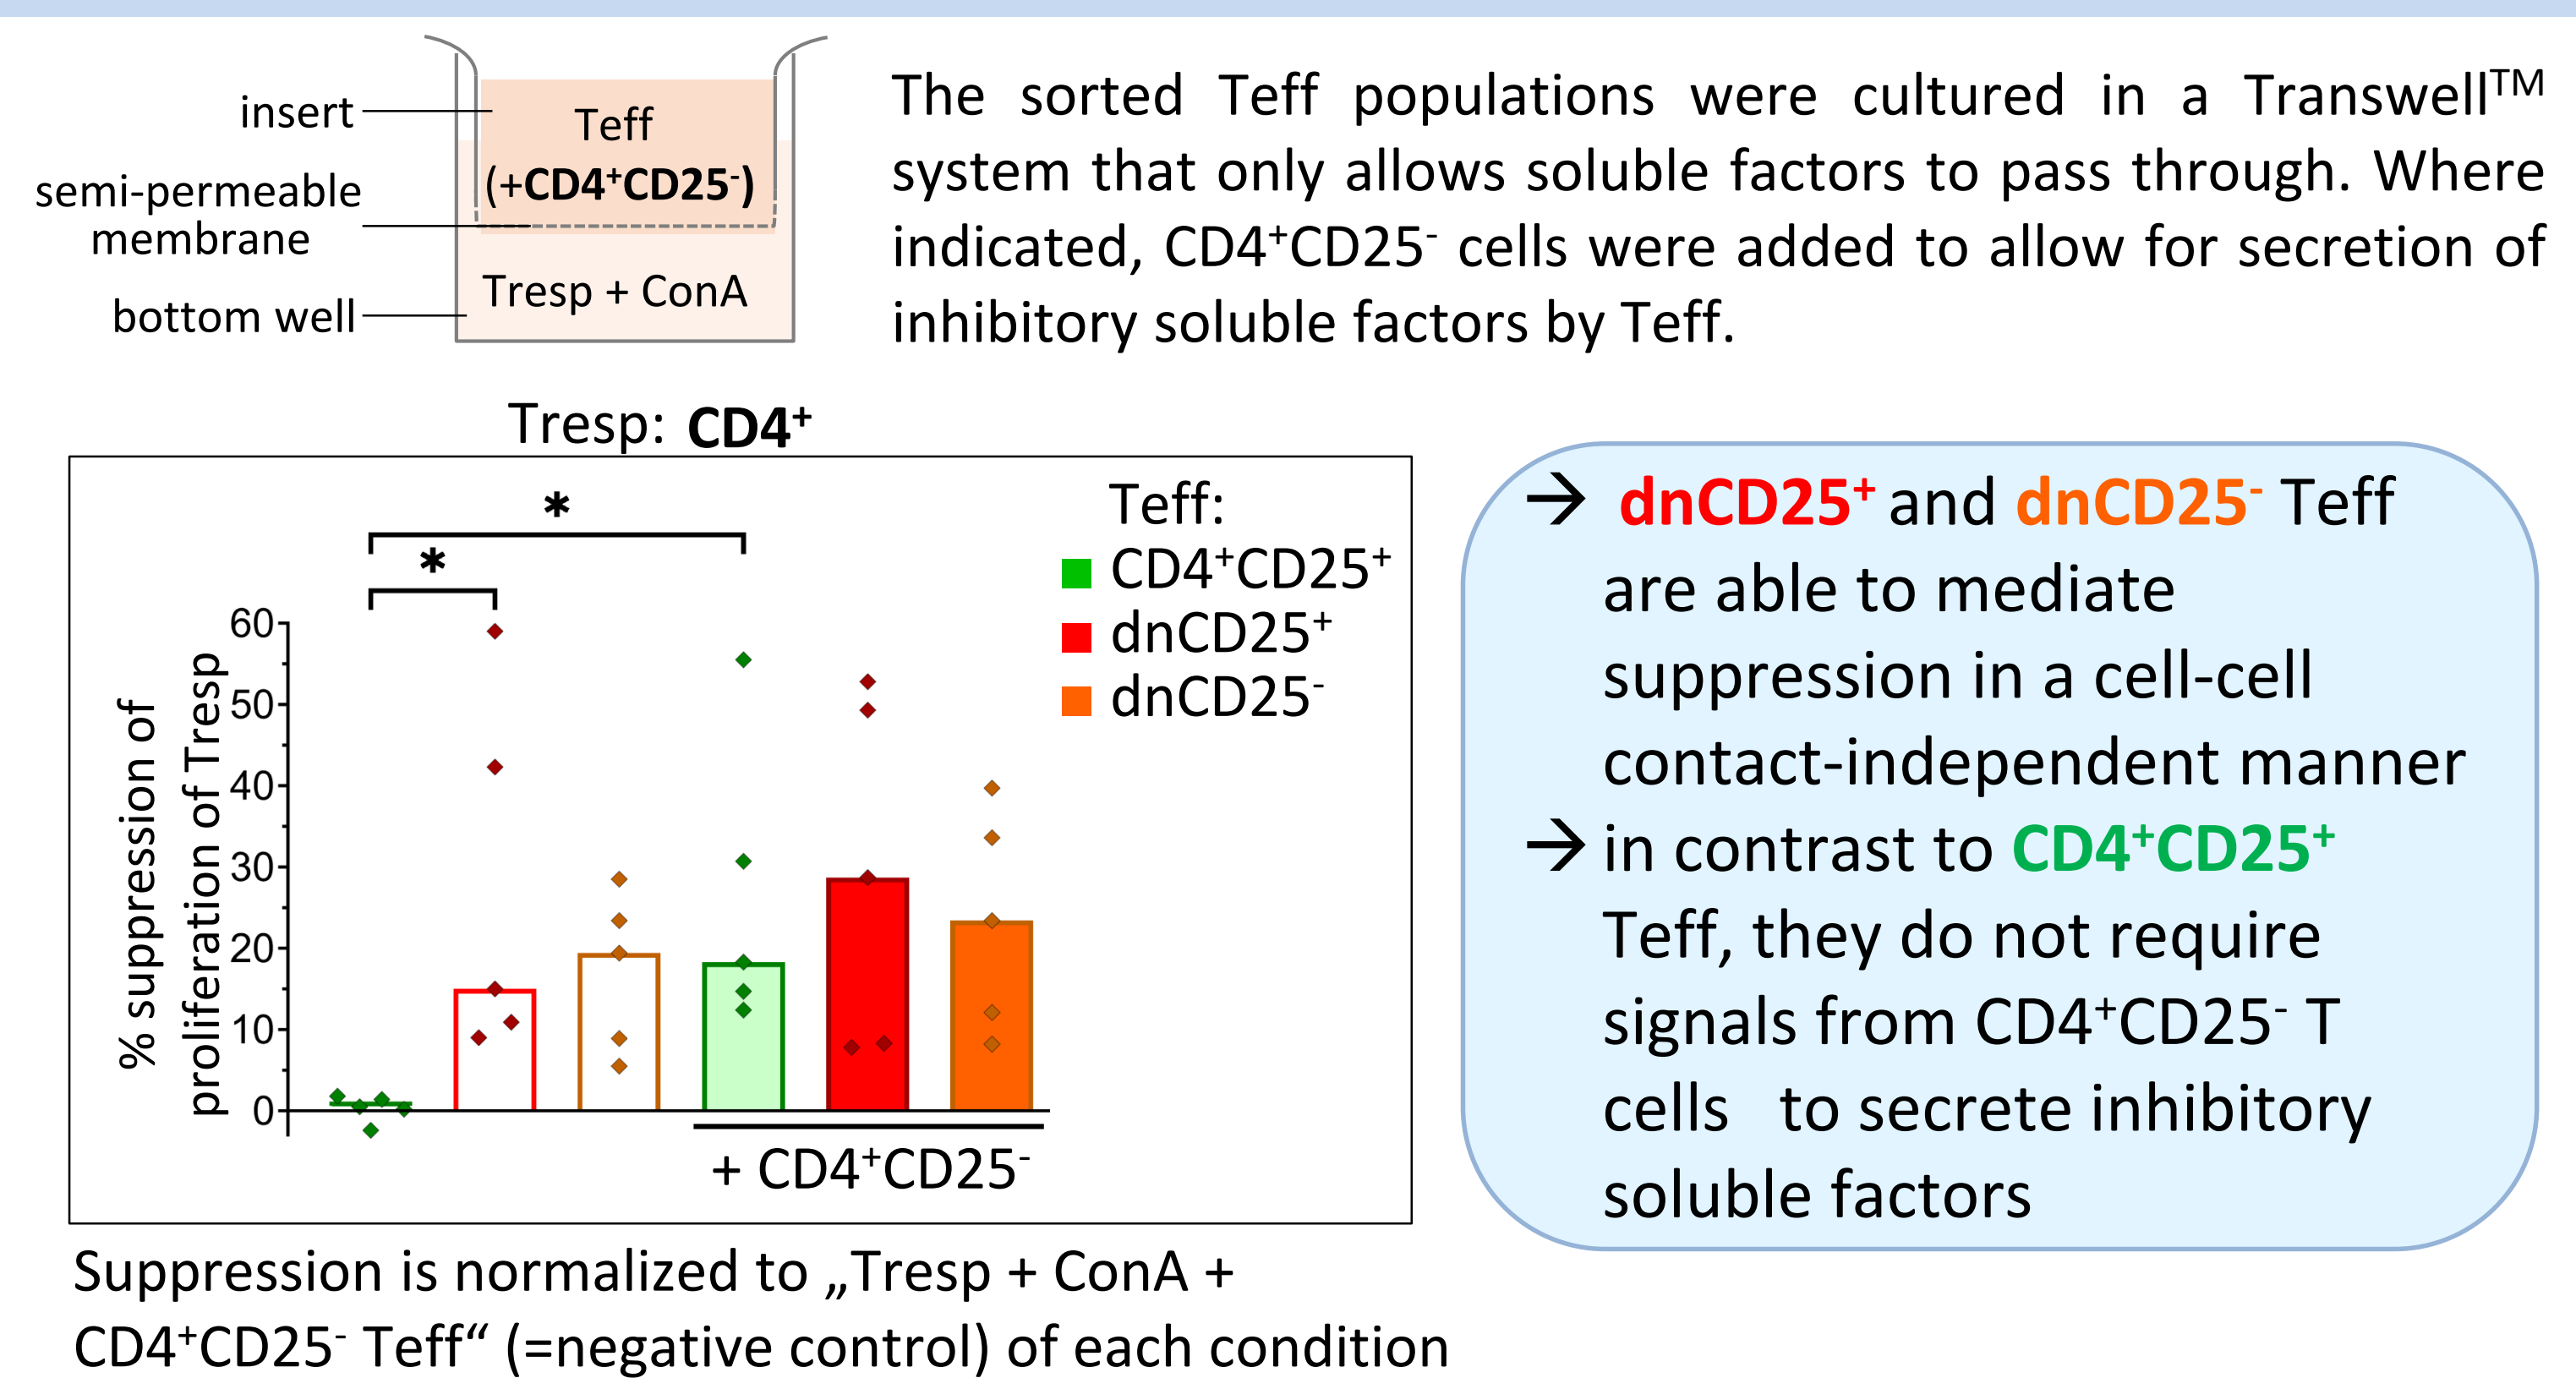 insert
semi-permeable
membrane
bottom well
Teff
(+CD4⁺CD25⁻)
Tresp + ConA
The sorted Teff populations were cultured in a Transwell™
system that only allows soluble factors to pass through. Where
indicated, CD4⁺CD25⁻ cells were added to allow for secretion of
inhibitory soluble factors by Teff.
Tresp: CD4⁺
*
*
% suppression of
proliferation of Tresp
60
50
40
30
20
10
0
+ CD4⁺CD25⁻
Teff:
CD4⁺CD25⁺
dnCD25⁺
dnCD25⁻
Suppression is normalized to „Tresp + ConA +
CD4⁺CD25⁻ Teff“ (=negative control) of each condition
→ dnCD25⁺ and dnCD25⁻ Teff
are able to mediate
suppression in a cell-cell
contact-independent manner
→ in contrast to CD4⁺CD25⁺
Teff, they do not require
signals from CD4⁺CD25⁻ T
cells to secrete inhibitory
soluble factors